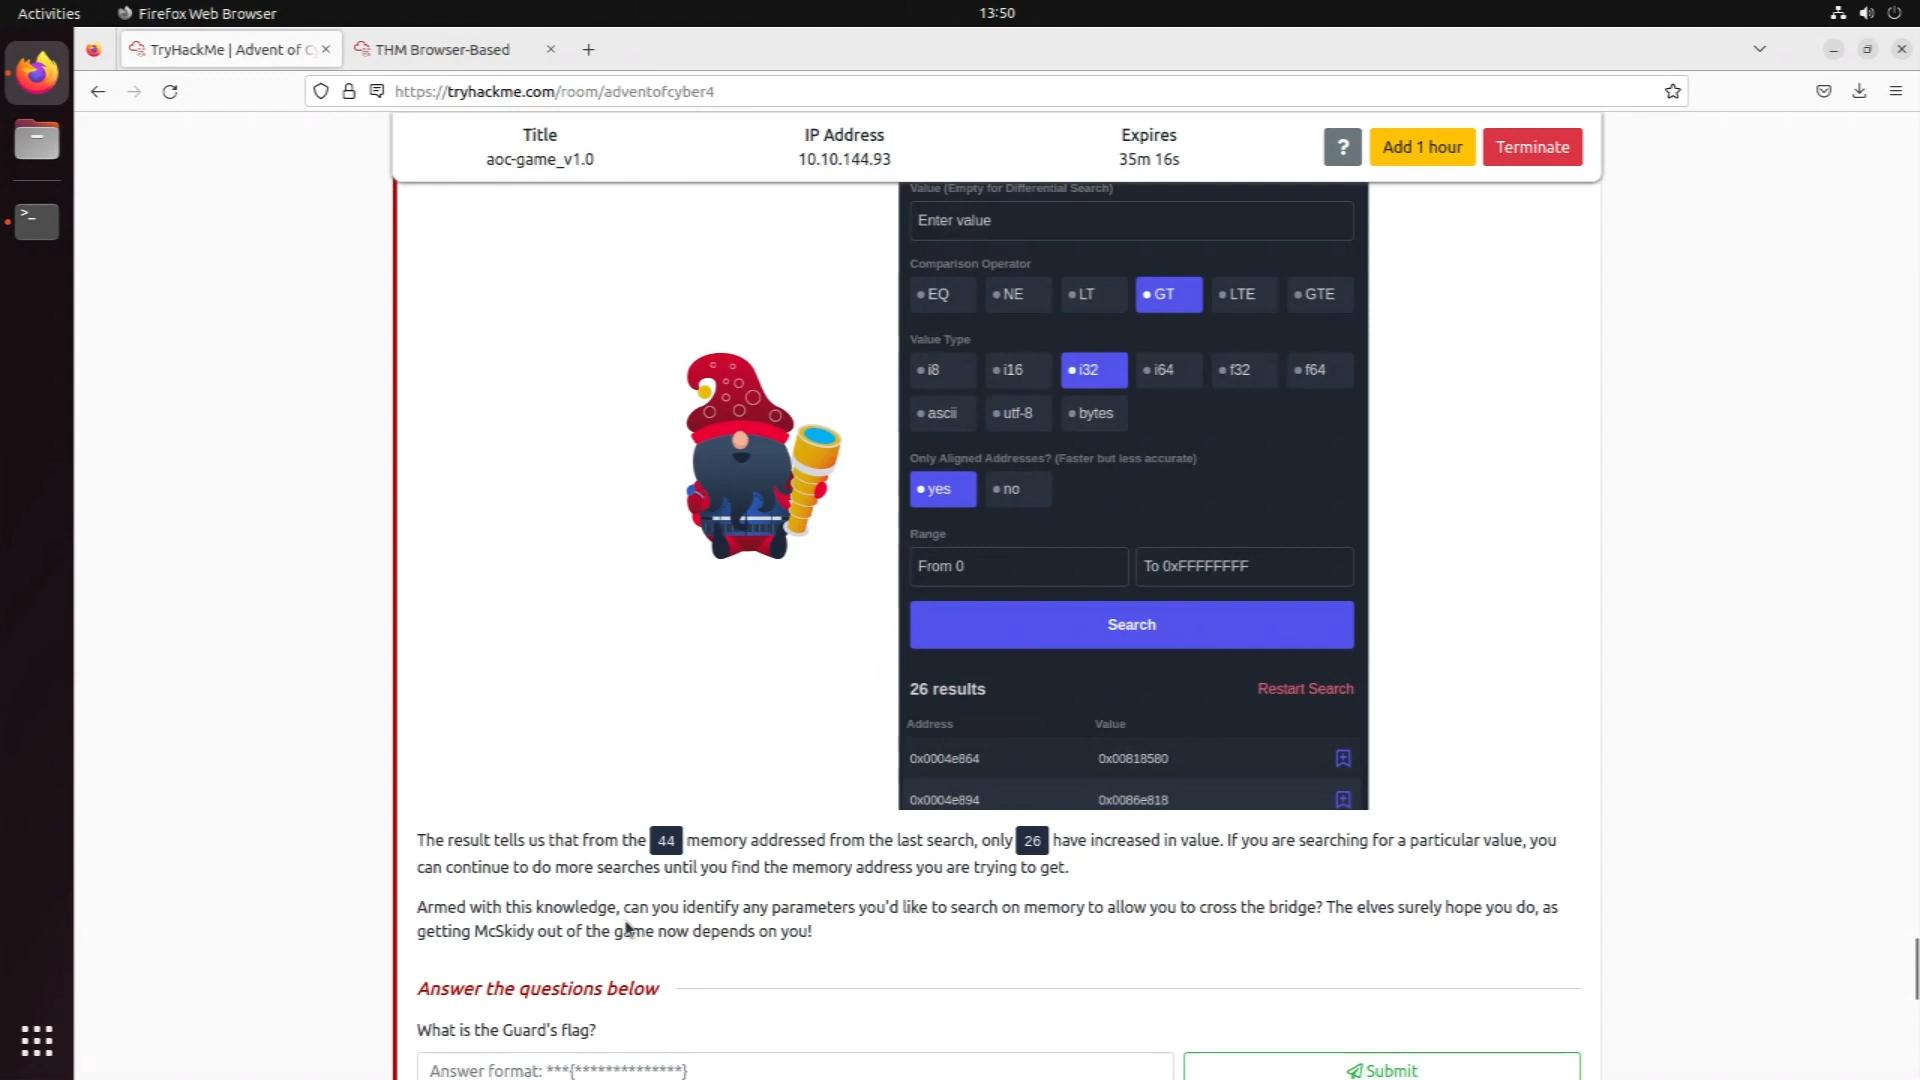 Activities
Firefox Web Browser
13:50
TryHackMe | Advent of Cy
THM Browser-Based
https://tryhackme.com/room/adventofcyber4
Title
IP Address
Expires
aoc-game_v1.0
10.10.144.93
35m 16s
?
Add 1 hour
Terminate
Value (Empty for Differential Search)
Enter value
Comparison Operator
EQ
NE
LT
GT
LTE
GTE
Value Type
i8
i16
i32
i64
f32
f64
ascii
utf-8
bytes
Only Aligned Addresses? (Faster but less accurate)
yes
no
Range
From 0
To 0xFFFFFFFF
Search
26 results
Restart Search
Address
Value
0x0004e864
0x00818580
0x0004e894
0x0086e818
The result tells us that from the 44 memory addressed from the last search, only 26 have increased in value. If you are searching for a particular value, you
can continue to do more searches until you find the memory address you are trying to get.
Armed with this knowledge, can you identify any parameters you'd like to search on memory to allow you to cross the bridge? The elves surely hope you do, as
getting McSkidy out of the game now depends on you!
Answer the questions below
What is the Guard's flag?
Answer format: ***{**************}
Submit